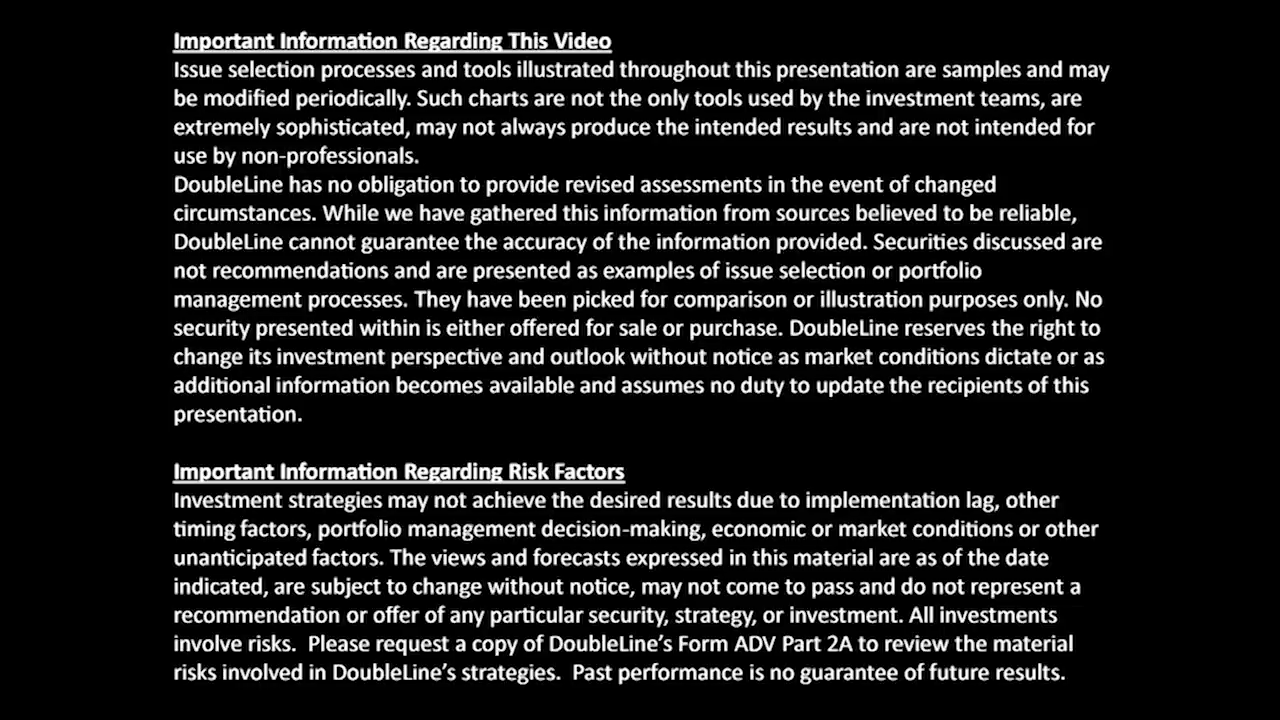 Important Information Regarding This Video
Issue selection processes and tools illustrated throughout this presentation are samples and may
be modified periodically. Such charts are not the only tools used by the investment teams, are
extremely sophisticated, may not always produce the intended results and are not intended for
use by non-professionals.
DoubleLine has no obligation to provide revised assessments in the event of changed
circumstances. While we have gathered this information from sources believed to be reliable,
DoubleLine cannot guarantee the accuracy of the information provided. Securities discussed are
not recommendations and are presented as examples of issue selection or portfolio
management processes. They have been picked for comparison or illustration purposes only. No
security presented within is either offered for sale or purchase. DoubleLine reserves the right to
change its investment perspective and outlook without notice as market conditions dictate or as
additional information becomes available and assumes no duty to update the recipients of this
presentation.
Important Information Regarding Risk Factors
Investment strategies may not achieve the desired results due to implementation lag, other
timing factors, portfolio management decision-making, economic or market conditions or other
unanticipated factors. The views and forecasts expressed in this material are as of the date
indicated, are subject to change without notice, may not come to pass and do not represent a
recommendation or offer of any particular security, strategy, or investment. All investments
involve risks.  Please request a copy of DoubleLine’s Form ADV Part 2A to review the material
risks involved in DoubleLine’s strategies.  Past performance is no guarantee of future results.